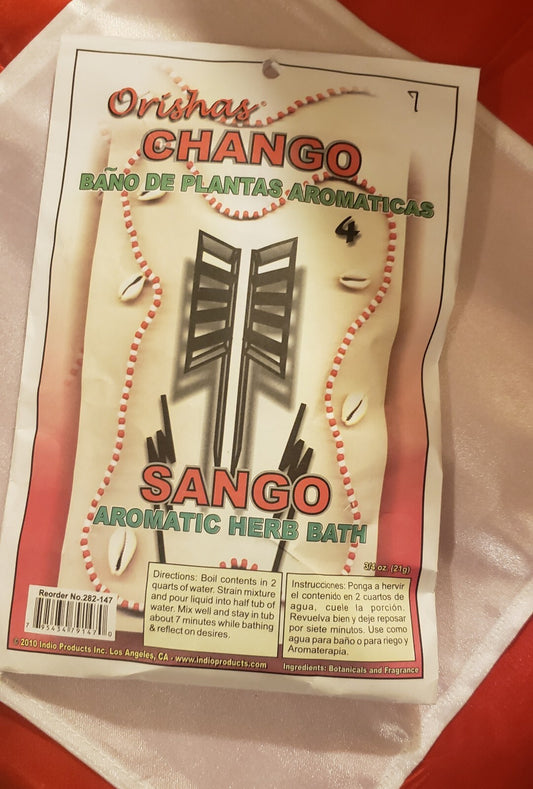 7
Orishas
CHANGO
BAÑO DE PLANTAS AROMATICAS
4
SANGO
AROMATIC HERB BATH
3/4 oz. (21g)
Directions: Boil contents in 2
quarts of water. Strain mixture
and pour liquid into half tub of
water. Mix well and stay in tub
about 7 minutes while bathing
& reflect on desires.
Instrucciones: Ponga a hervir
el contenido en 2 cuartos de
agua, cuele la porción.
Revuelva bien y deje reposar
por siete minutos. Use como
agua para baño o para riego y
Aromaterapia.
Reorder No.282-147
©2010 Indio Products Inc. Los Angeles, CA - www.indioproducts.com
Ingredients: Botanicals and Fragrance